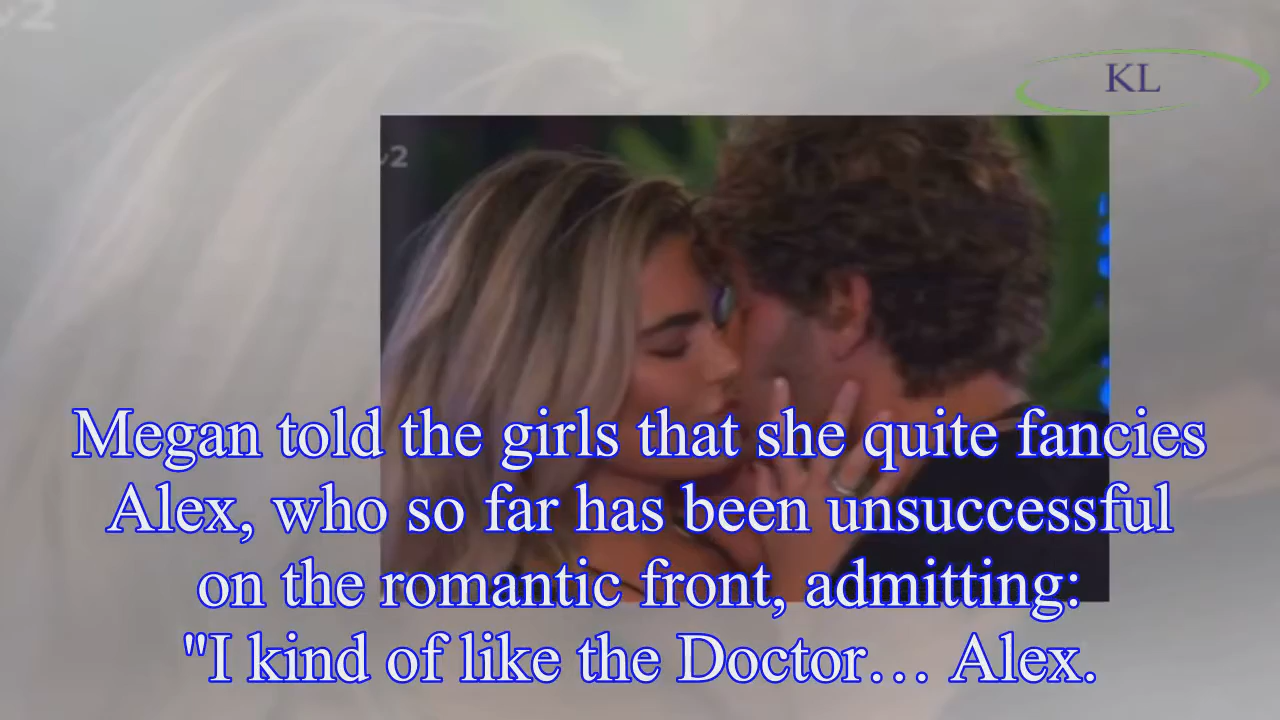 KL
Megan told the girls that she quite fancies
Alex, who so far has been unsuccessful
on the romantic front, admitting:
"I kind of like the Doctor… Alex.